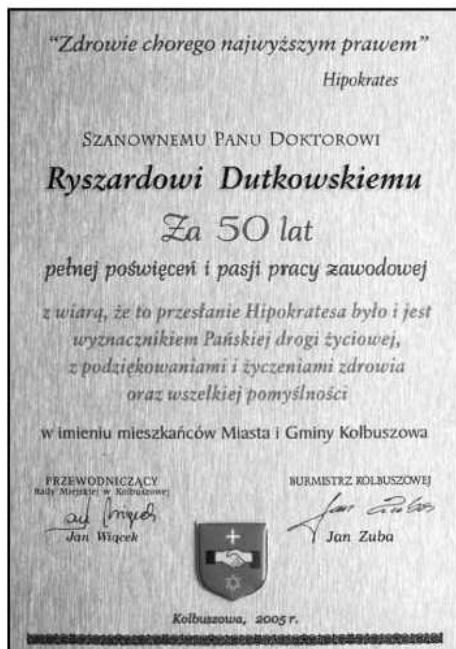 “Zdrowie chorego najwyższym prawem”
Hipokrates
SZANOWNEMU PANU DOKTOROWI
Ryszardowi Dutkowskiemu
Za 50 lat
pełnej poświęceń i pasji pracy zawodowej
z wiarą, że to przesłanie Hipokratesa było i jest
wyznacznikiem Pańskiej drogi życiowej,
z podziękowaniami i życzeniami zdrowia
oraz wszelkiej pomyślności
w imieniu mieszkańców Miasta i Gminy Kolbuszowa
PRZEWODNICZĄCY
Rady Miejskiej w Kolbuszowej
Jan Wiącek
BURMISTRZ KOLBUSZOWEJ
Jan Zuba
Kolbuszowa, 2005 r.